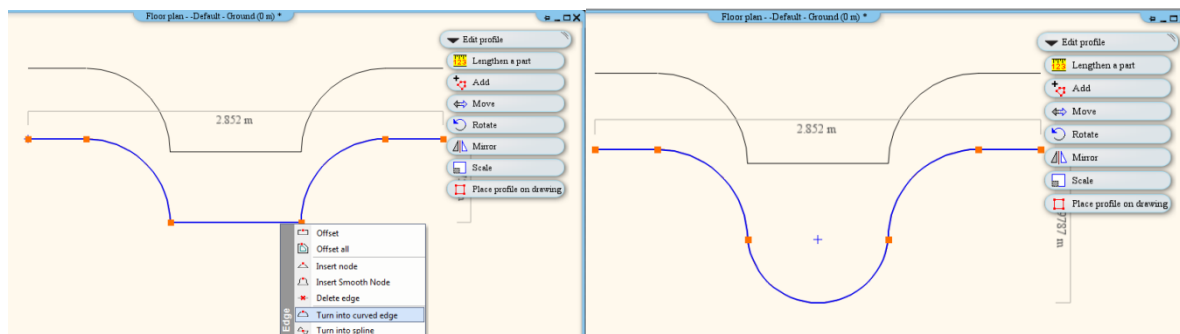 Floor plan - -Default - Ground (0 m) *
Edit profile
Lengthen a part
Add
Move
Rotate
Mirror
Scale
Place profile on drawing
2.852 m
Offset
Offset all
Insert node
Insert Smooth Node
Delete edge
Turn into curved edge
Turn into spline
Edge
Floor plan - -Default - Ground (0 m) *
Edit profile
Lengthen a part
Add
Move
Rotate
Mirror
Scale
Place profile on drawing
2.852 m